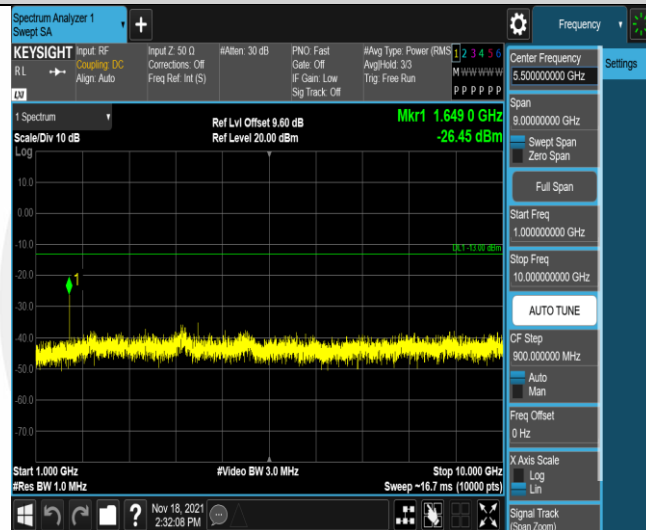 Spectrum Analyzer 1
Swept SA
Frequency
KEYSIGHT
RL
LXI
Input: RF
Coupling: DC
Align: Auto
Input Z: 50 Ω
Corrections: Off
Freq Ref: Int (S)
#Atten: 30 dB
PNO: Fast
Gate: Off
IF Gain: Low
Sig Track: Off
#Avg Type: Power (RMS
Avg|Hold: 3/3
Trig: Free Run
1 2 3 4 5 6
M W W W W W
P P P P P P
1 Spectrum
Scale/Div 10 dB
Log
Ref Lvl Offset 9.60 dB
Ref Level 20.00 dBm
Mkr1 1.649 0 GHz
-26.45 dBm
10.0
0.00
-10.0
DL1 -13.00 dBm
1
-20.0
-30.0
-40.0
-50.0
-60.0
-70.0
Start 1.000 GHz
#Res BW 1.0 MHz
#Video BW 3.0 MHz
Stop 10.000 GHz
Sweep ~16.7 ms (10000 pts)
Nov 18, 2021
2:32:08 PM
Center Frequency
5.500000000 GHz
Span
9.00000000 GHz
Swept Span
Zero Span
Full Span
Start Freq
1.000000000 GHz
Stop Freq
10.000000000 GHz
AUTO TUNE
CF Step
900.000000 MHz
Auto
Man
Freq Offset
0 Hz
X Axis Scale
Log
Lin
Signal Track
(Span Zoom)
Settings